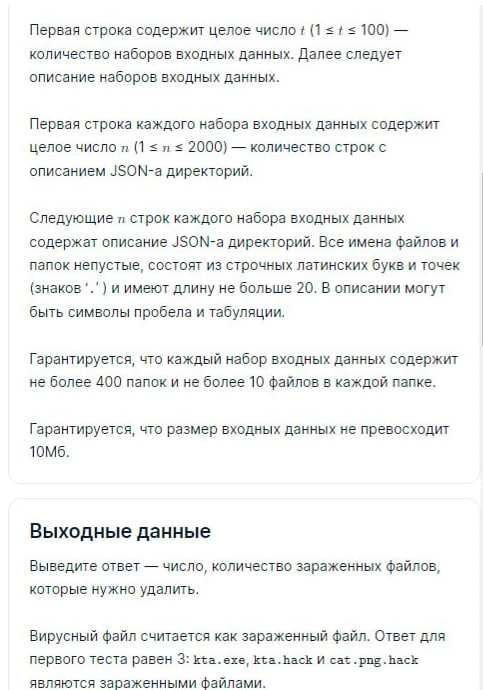 Первая строка содержит целое число t (1 ≤ t ≤ 100) —
количество наборов входных данных. Далее следует
описание наборов входных данных.
Первая строка каждого набора входных данных содержит
целое число n (1 ≤ n ≤ 2000) — количество строк с
описанием JSON-а директорий.
Следующие n строк каждого набора входных данных
содержат описание JSON-а директорий. Все имена файлов и
папок непустые, состоят из строчных латинских букв и точек
(знаков ‘.’ ) и имеют длину не больше 20. В описании могут
быть символы пробела и табуляции.
Гарантируется, что каждый набор входных данных содержит
не более 400 папок и не более 10 файлов в каждой папке.
Гарантируется, что размер входных данных не превосходит
10Мб.
Выходные данные
Выведите ответ — число, количество зараженных файлов,
которые нужно удалить.
Вирусный файл считается как зараженный файл. Ответ для
первого теста равен 3: kta.exe, kta.hack и cat.png.hack
являются зараженными файлами.